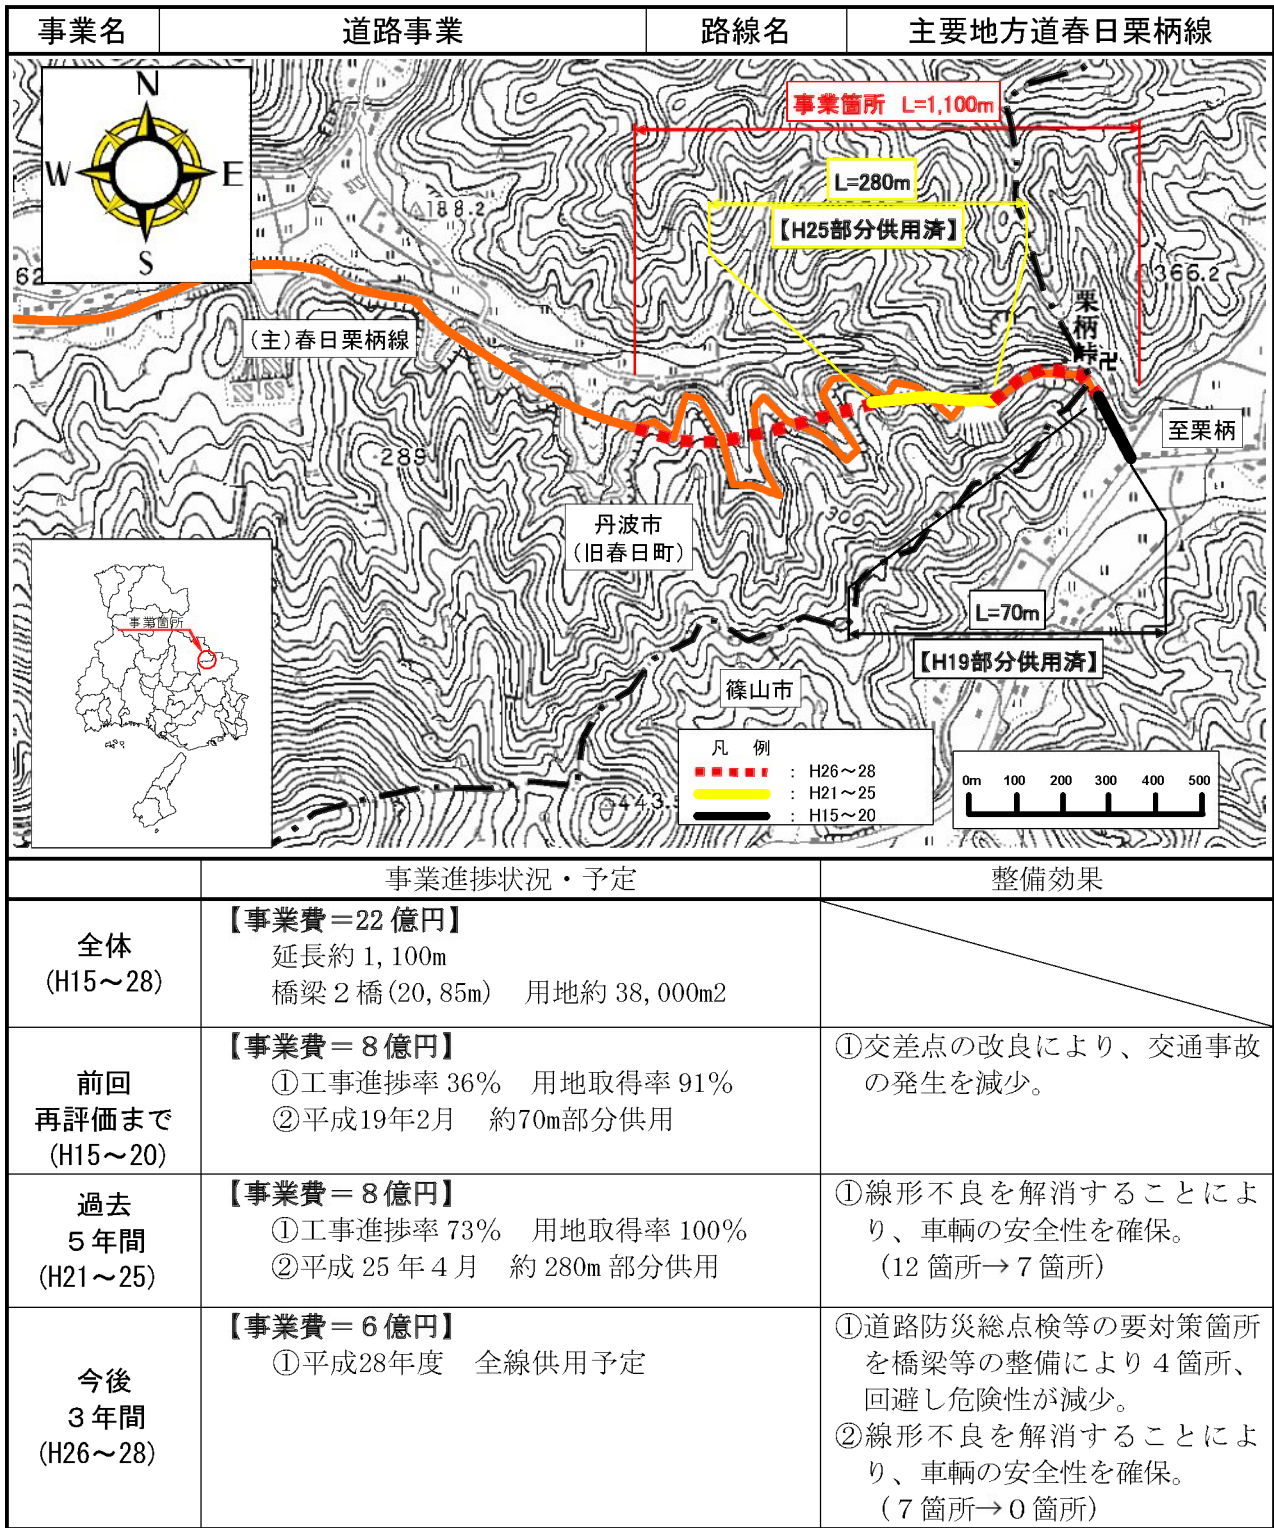 事業名 道路事業 路線名 主要地方道春日栗柄線
N
W E
S
事業箇所 L=1,100m
L=280m
【H25部分供用済】
188.2
62
366.2
栗柄峠
(主)春日栗柄線
至栗柄
289
300
丹波市
(旧春日町)
事業箇所
L=70m
【H19部分供用済】
篠山市
443.
凡 例
: H26～28
: H21～25
: H15～20
0m 100 200 300 400 500
事業進捗状況・予定 整備効果
全体
(H15～28)
【事業費＝22億円】
延長約1,100m
橋梁２橋(20,85m) 用地約38,000m2
前回
再評価まで
(H15～20)
【事業費＝８億円】
①工事進捗率36% 用地取得率91%
②平成19年2月 約70m部分供用
①交差点の改良により、交通事故
の発生を減少。
過去
５年間
(H21～25)
【事業費＝８億円】
①工事進捗率73% 用地取得率100%
②平成25年４月 約280m部分供用
①線形不良を解消することによ
り、車輌の安全性を確保。
(12箇所→７箇所)
今後
３年間
(H26～28)
【事業費＝６億円】
①平成28年度 全線供用予定
①道路防災総点検等の要対策箇所
を橋梁等の整備により４箇所、
回避し危険性が減少。
②線形不良を解消することによ
り、車輌の安全性を確保。
(７箇所→０箇所)